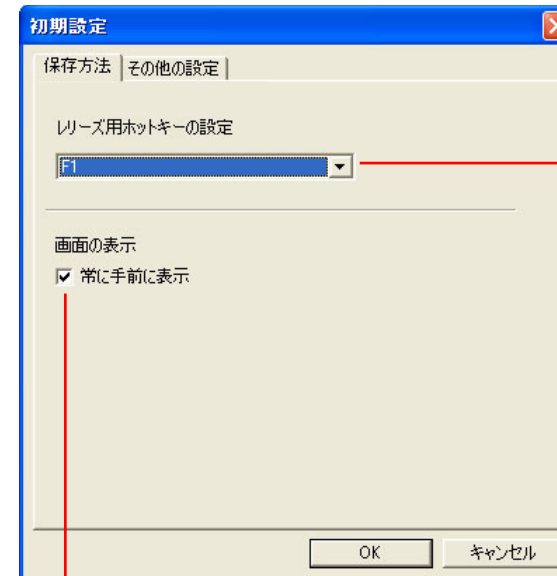 初期設定
保存方法 その他の設定
レリーズ用ホットキーの設定
F1
画面の表示
常に手前に表示
OK キャンセル